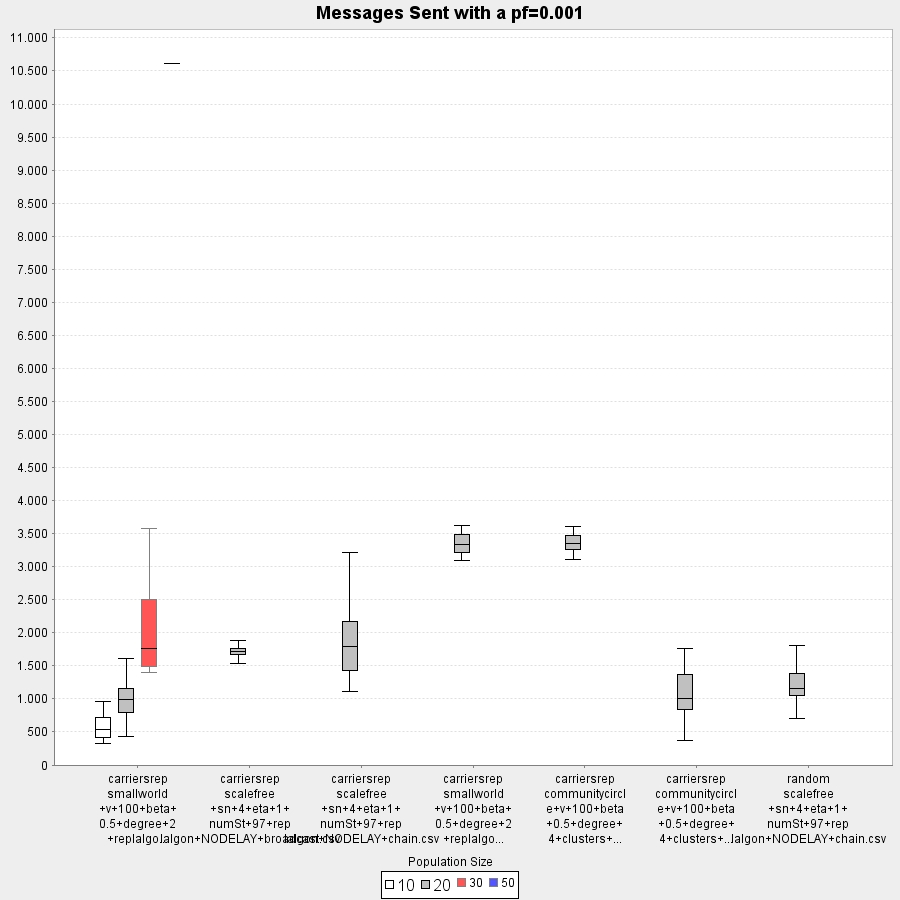 Messages Sent with a pf=0.001
11.000
10.500
10.000
9.500
9.000
8.500
8.000
7.500
7.000
6.500
6.000
5.500
5.000
4.500
4.000
3.500
3.000
2.500
2.000
1.500
1.000
500
0
carriersrep
smallworld
+v+100+beta+
0.5+degree+2
+replalgo...
carriersrep
scalefree
+sn+4+eta+1+
numSt+97+rep
lalgon+NODELAY+broadcast.csv
carriersrep
scalefree
+sn+4+eta+1+
numSt+97+rep
lalgon+NODELAY+chain.csv
carriersrep
smallworld
+v+100+beta+
0.5+degree+2
+replalgo...
carriersrep
communitycircl
e+v+100+beta
+0.5+degree+
4+clusters+...
carriersrep
communitycircl
e+v+100+beta
+0.5+degree+
4+clusters+...
random
scalefree
+sn+4+eta+1+
numSt+97+rep
lalgon+NODELAY+chain.csv
Population Size
10 20 30 50